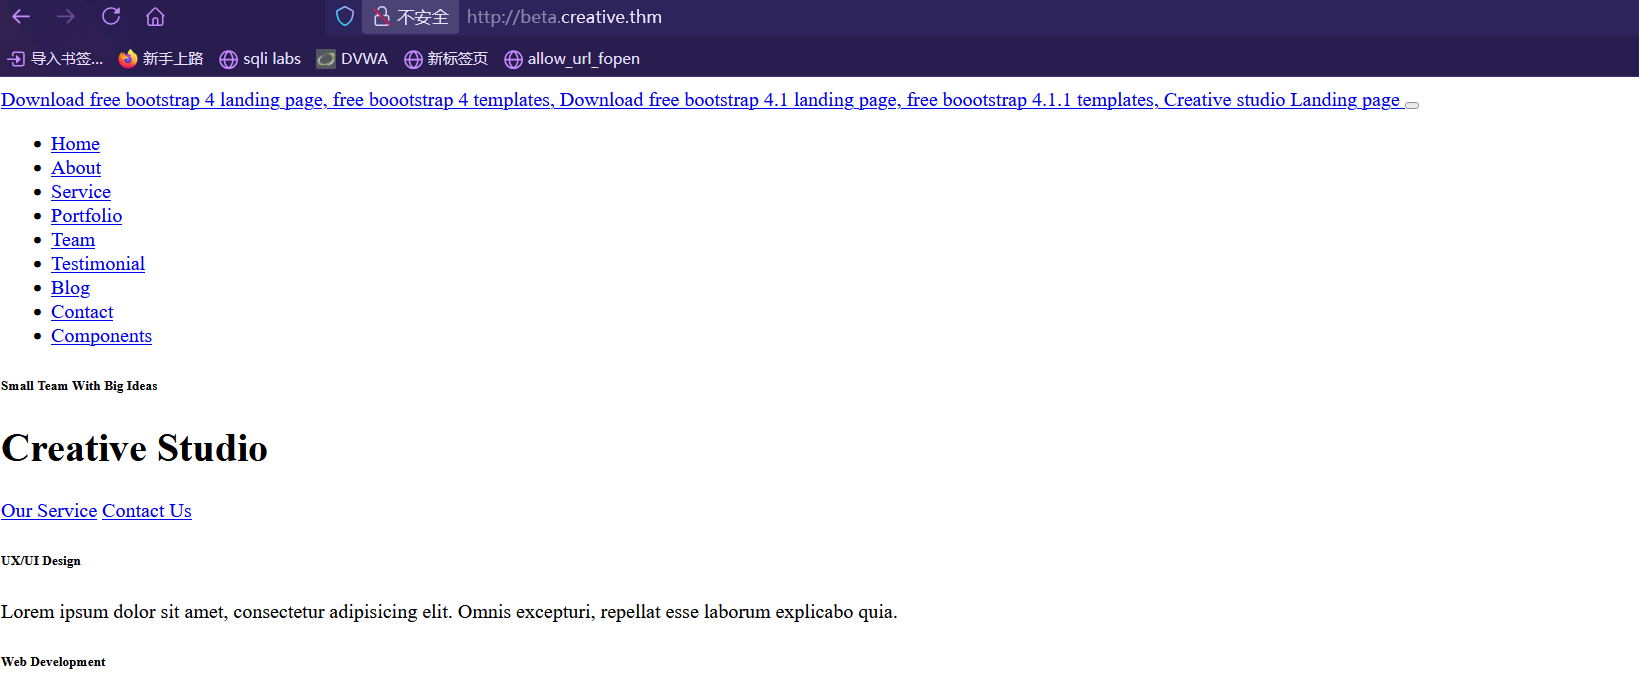 不安全 http://beta.creative.thm
导入书签... 新手上路 sqli labs DVWA 新标签页 allow_url_fopen
Download free bootstrap 4 landing page, free boootstrap 4 templates, Download free bootstrap 4.1 landing page, free boootstrap 4.1.1 templates, Creative studio Landing page
Home
About
Service
Portfolio
Team
Testimonial
Blog
Contact
Components
Small Team With Big Ideas
Creative Studio
Our Service Contact Us
UX/UI Design
Lorem ipsum dolor sit amet, consectetur adipisicing elit. Omnis excepturi, repellat esse laborum explicabo quia.
Web Development